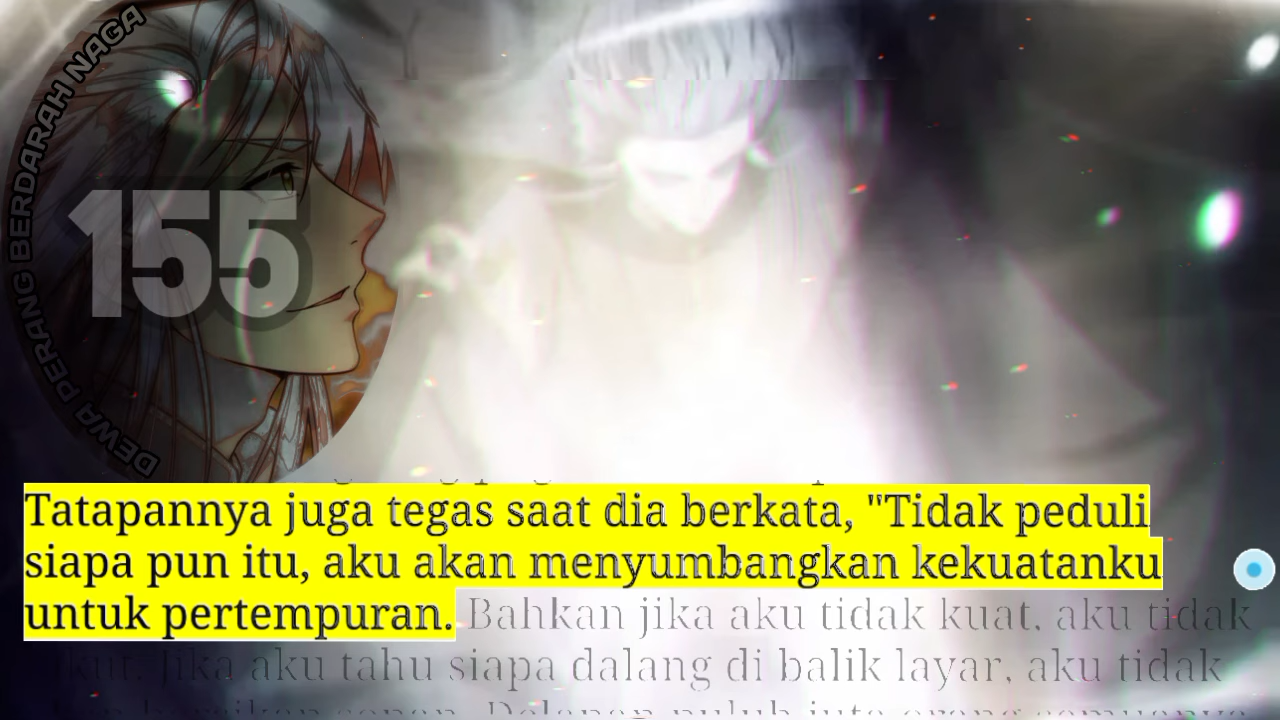 DEWA PERANG BERDARAH NAGA
155
Tatapannya juga tegas saat dia berkata, "Tidak peduli
siapa pun itu, aku akan menyumbangkan kekuatanku
untuk pertempuran. Bahkan jika aku tidak kuat, aku tidak
Jika aku tahu siapa dalang di balik layar, aku tidak